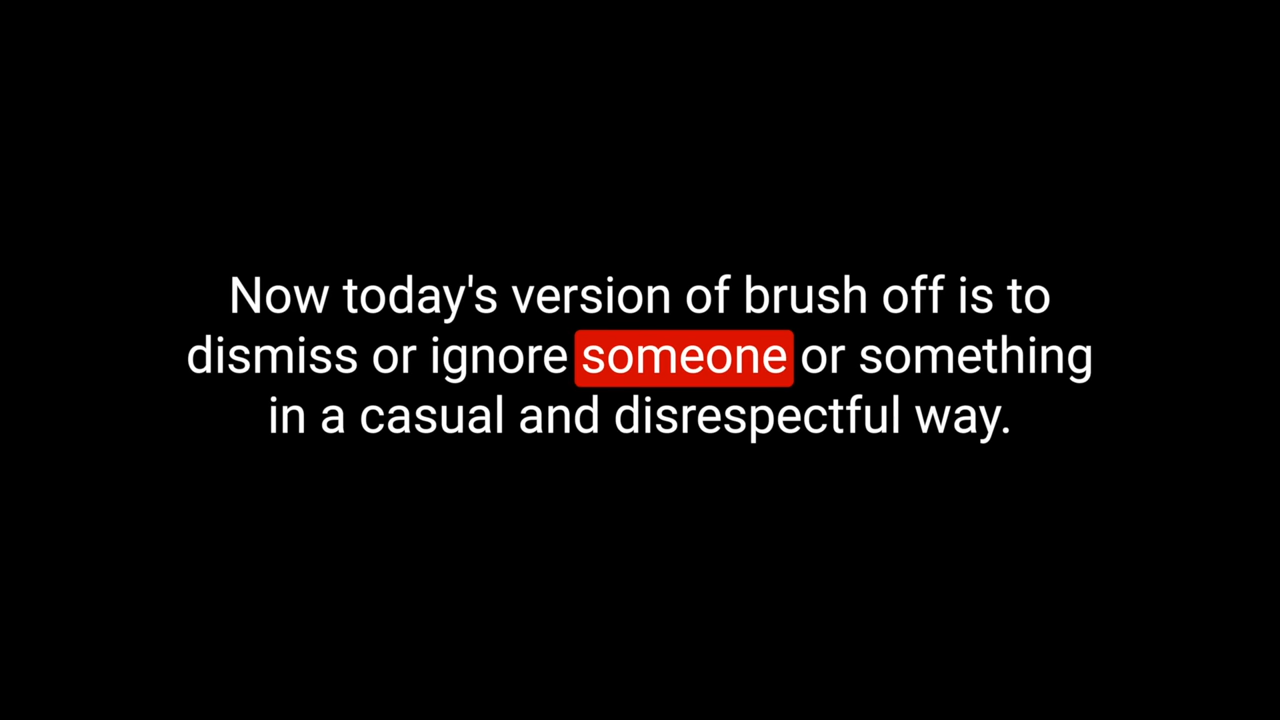 Now today's version of brush off is to
dismiss or ignore someone or something
in a casual and disrespectful way.